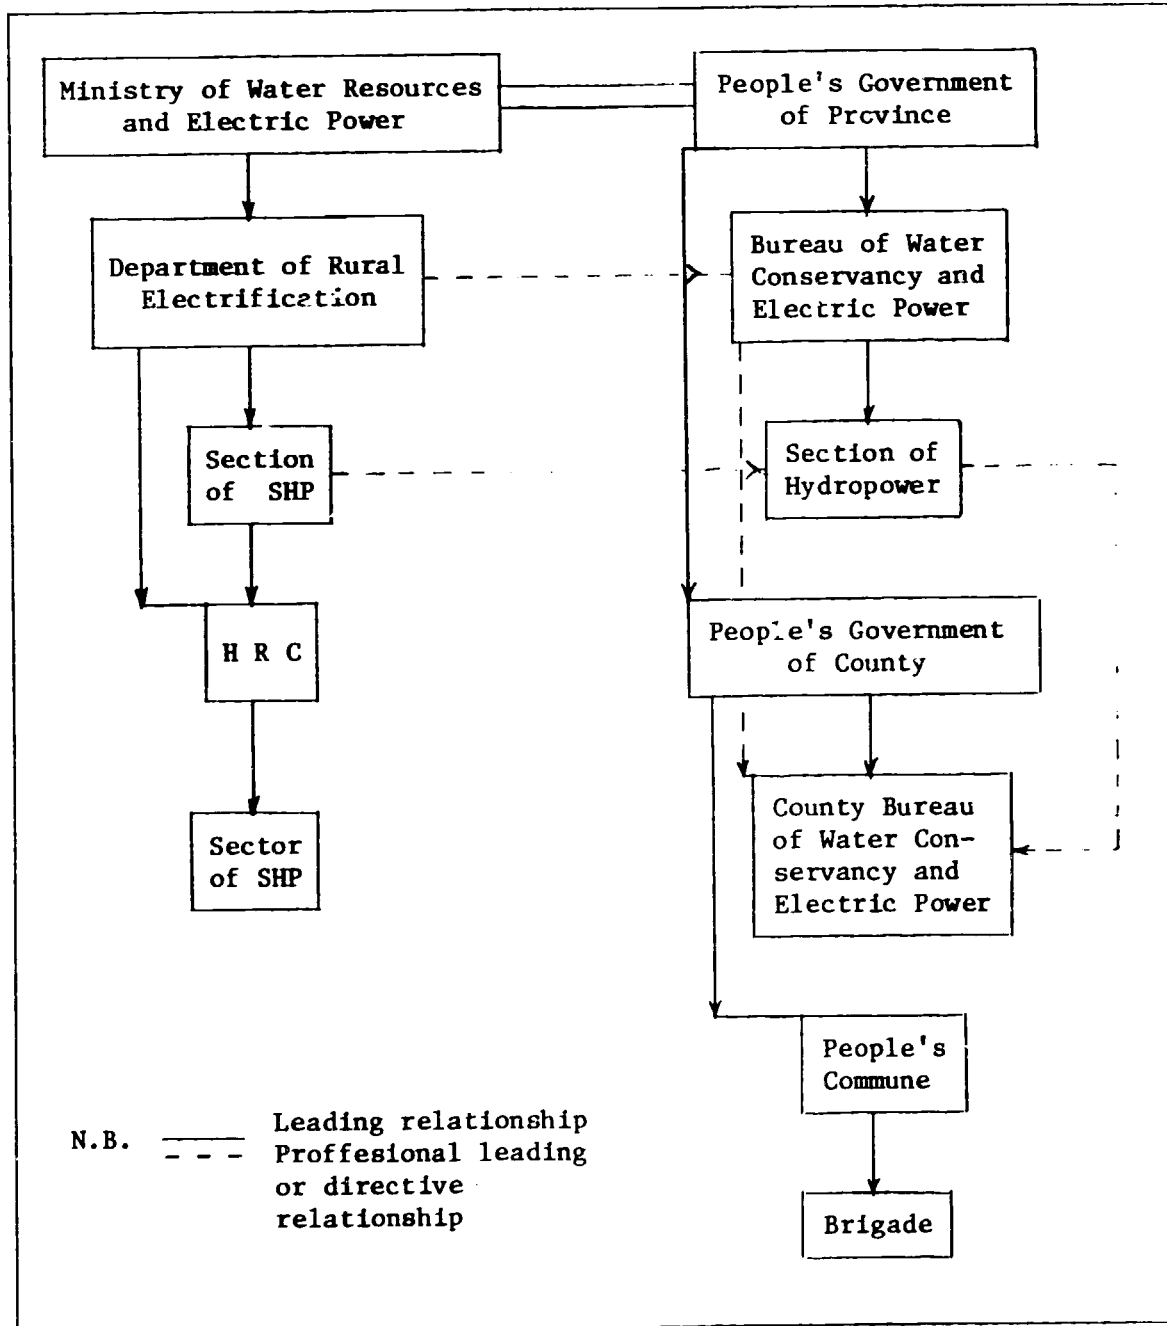 Ministry of Water Resources
and Electric Power
People's Government
of Prcvince
Department of Rural
Electrification
Bureau of Water
Conservancy and
Electric Power
Section
of SHP
Section of
Hydropower
H R C
People's Government
of County
Sector
of SHP
County Bureau
of Water Con-
servancy and
Electric Power
People's
Commune
Brigade
N.B.
Leading relationship
Proffesional leading
or directive
relationship